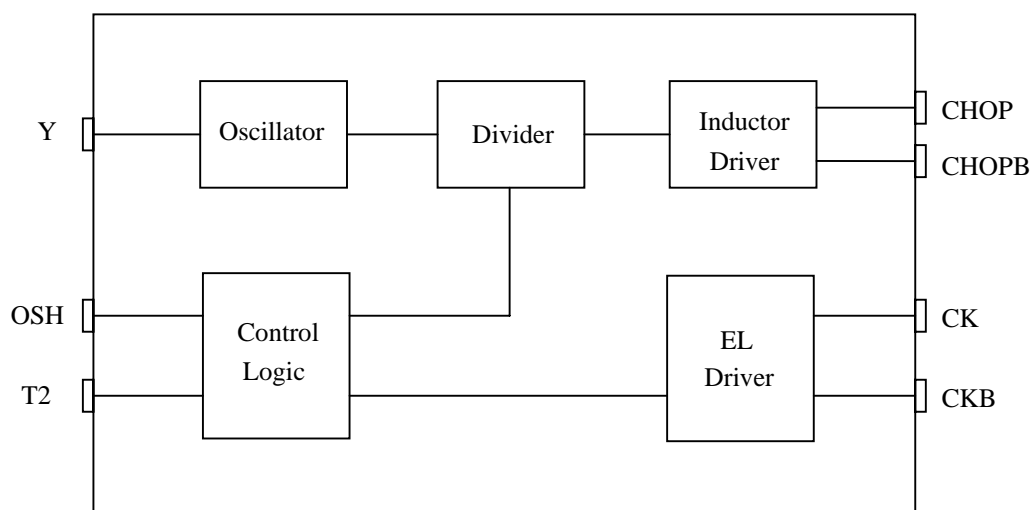 Y
Oscillator
Divider
Inductor
Driver
CHOP
CHOPB
OSH
T2
Control
Logic
EL
Driver
CK
CKB